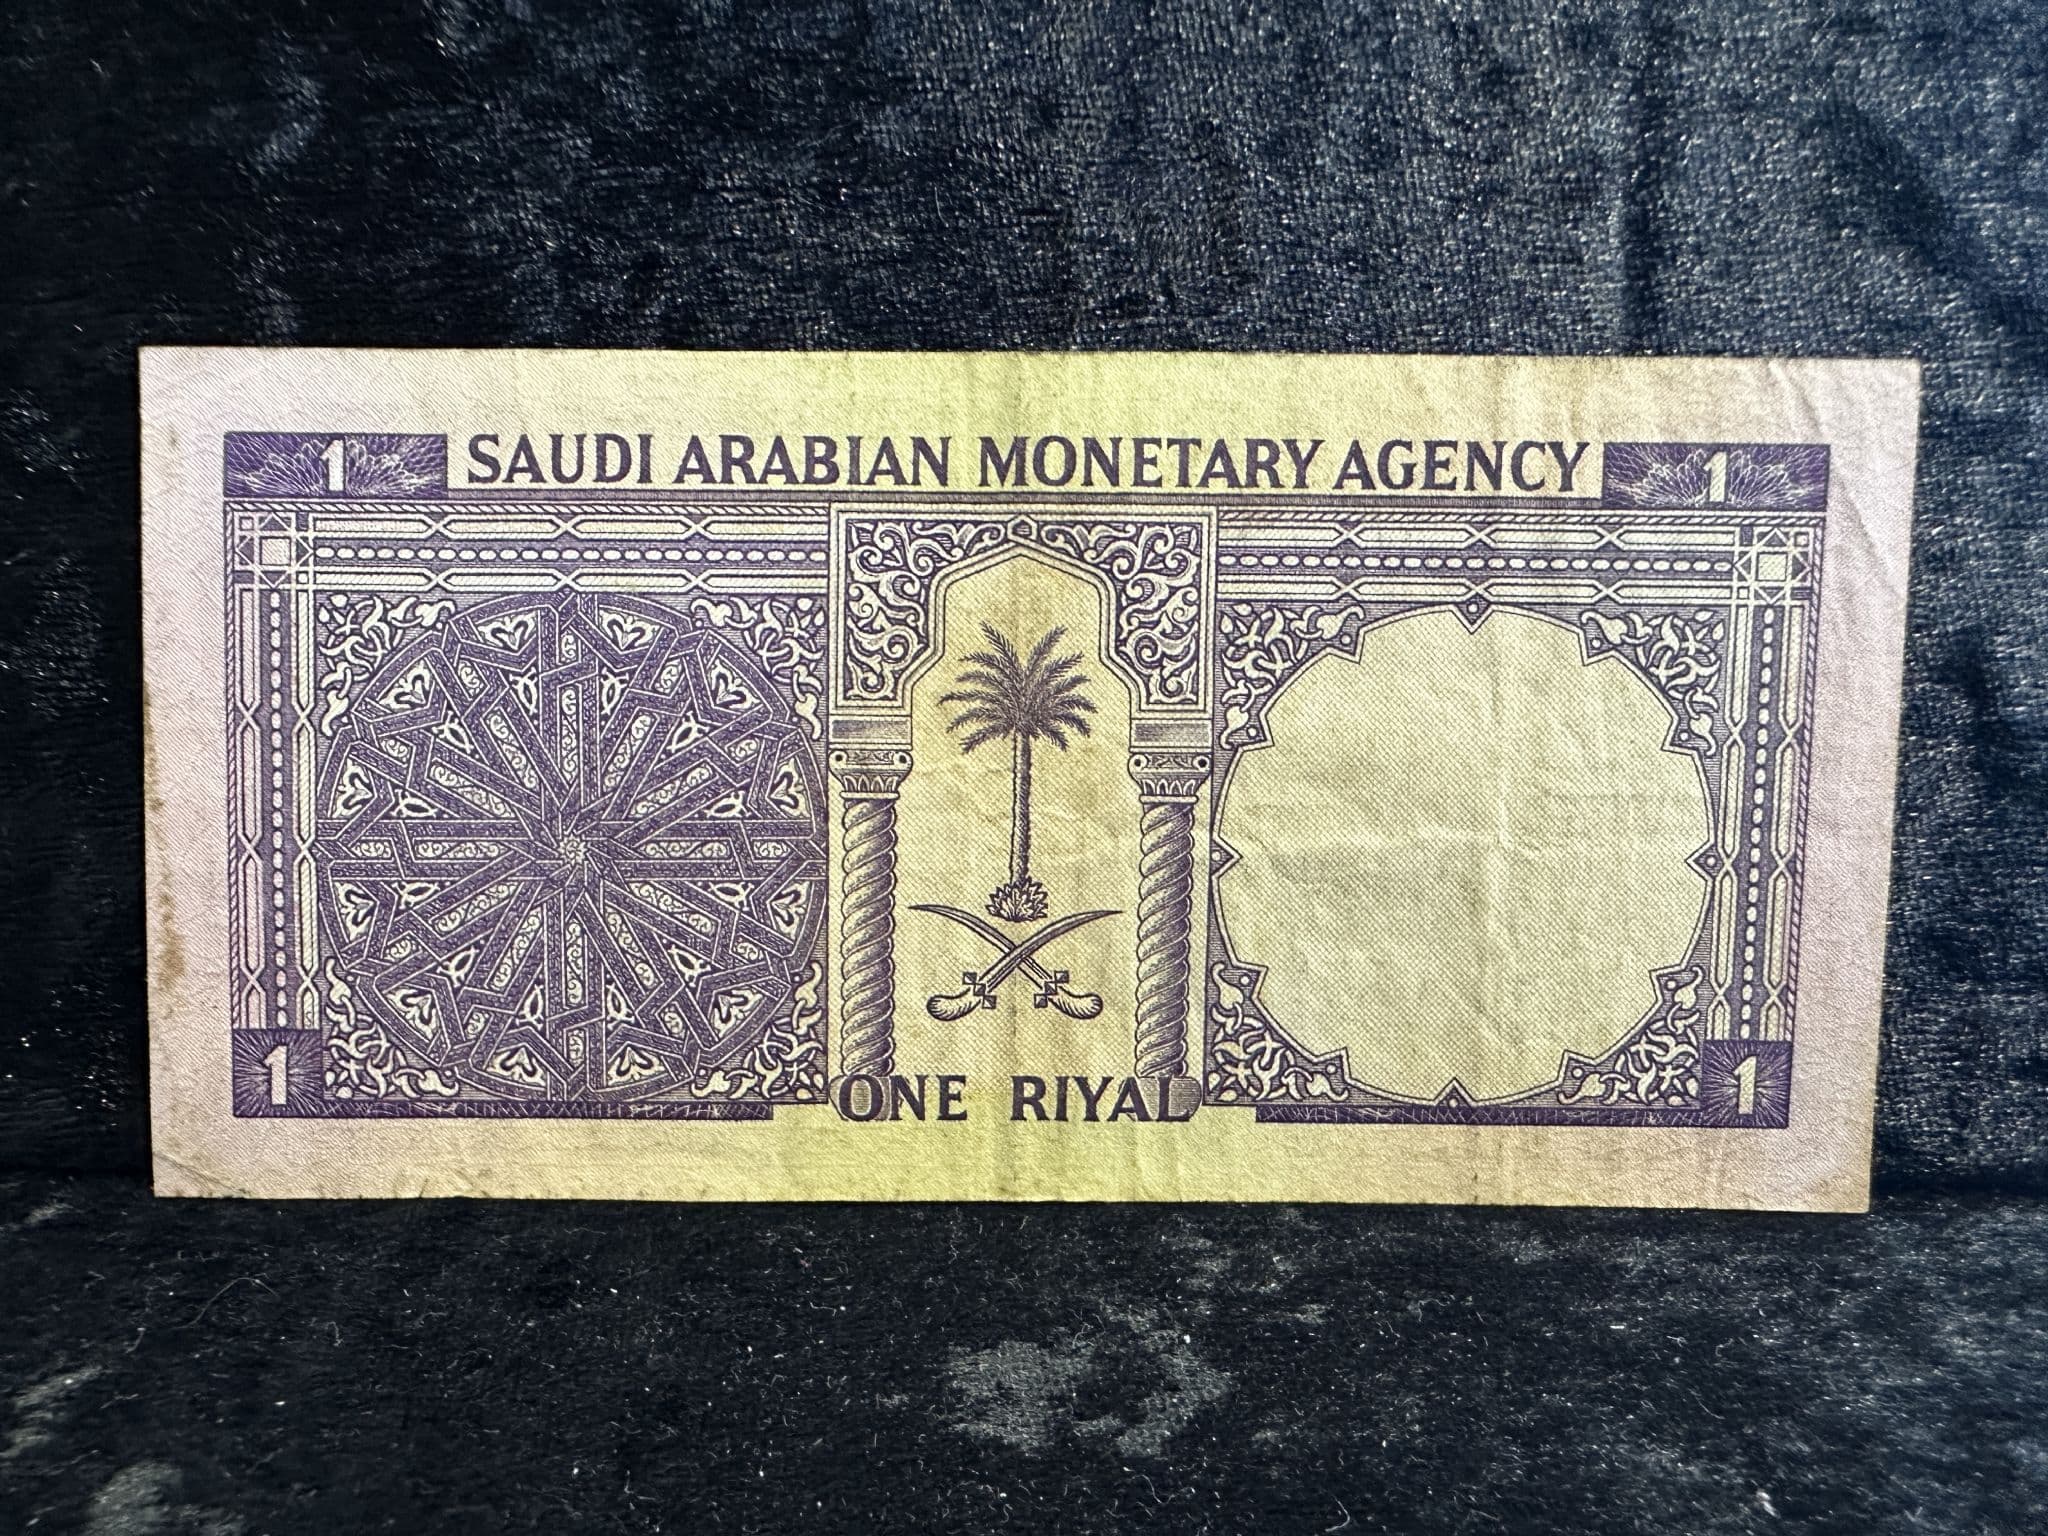 1 SAUDI ARABIAN MONETARY AGENCY 1
1 ONE RIYAL 1